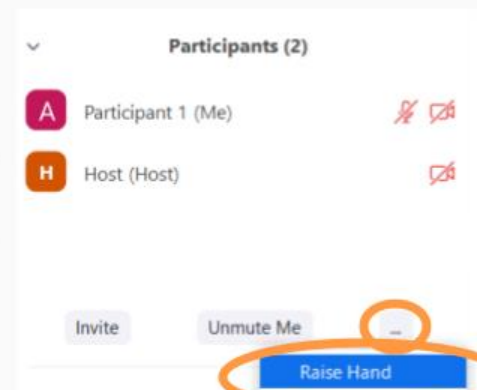 Participants (2)
A Participant 1 (Me)
H Host (Host)
Invite Unmute Me ...
Raise Hand